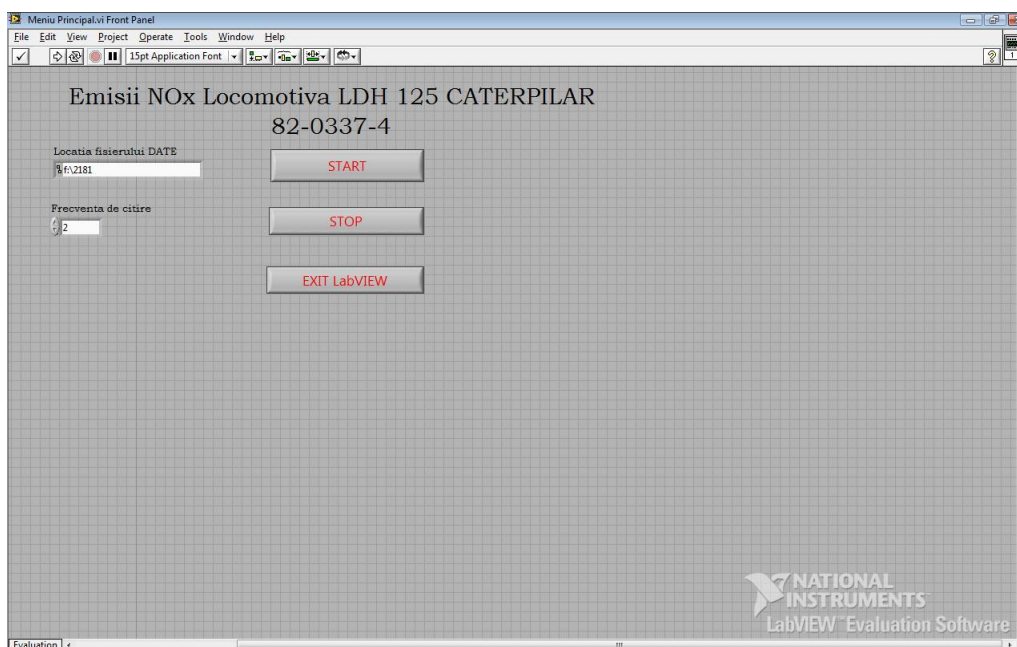 Meniu Principal.vi Front Panel
File Edit View Project Operate Tools Window Help
15pt Application Font
1
Emisii NOx Locomotiva LDH 125 CATERPILAR
82-0337-4
Locatia fisierului DATE
f:\2181
START
Frecventa de citire
2
STOP
EXIT LabVIEW
NATIONAL
INSTRUMENTS
LabVIEW™ Evaluation Software
Evaluation